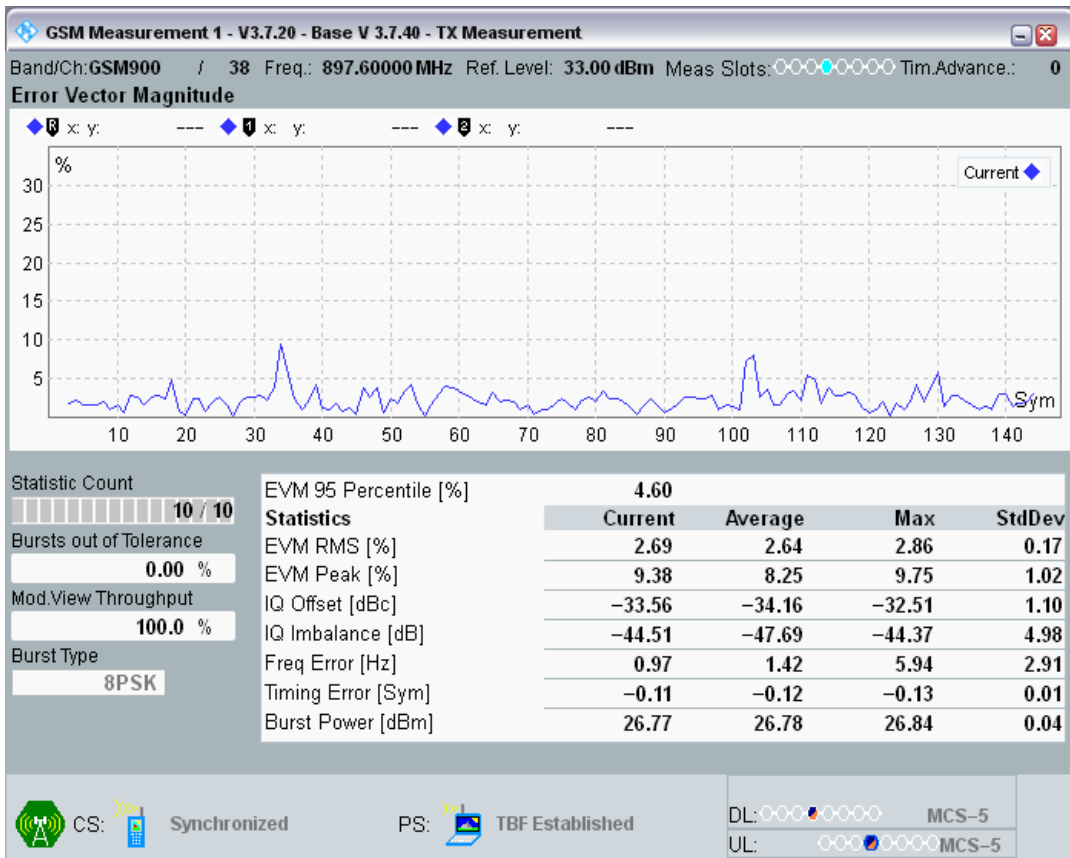 GSM Measurement 1 - V3.7.20 - Base V 3.7.40 - TX Measurement
Band/Ch:GSM900 / 38 Freq.: 897.60000 MHz Ref. Level: 33.00 dBm Meas Slots: Tim.Advance.: 0
Error Vector Magnitude
R x: y: --- 1 x: y: --- 2 x: y: ---
%
Current
30
25
20
15
10
5
Sym
10 20 30 40 50 60 70 80 90 100 110 120 130 140
Statistic Count
10 / 10
Bursts out of Tolerance
0.00 %
Mod.View Throughput
100.0 %
Burst Type
8PSK
EVM 95 Percentile [%] 4.60
Statistics Current Average Max StdDev
EVM RMS [%] 2.69 2.64 2.86 0.17
EVM Peak [%] 9.38 8.25 9.75 1.02
IQ Offset [dBc] −33.56 −34.16 −32.51 1.10
IQ Imbalance [dB] −44.51 −47.69 −44.37 4.98
Freq Error [Hz] 0.97 1.42 5.94 2.91
Timing Error [Sym] −0.11 −0.12 −0.13 0.01
Burst Power [dBm] 26.77 26.78 26.84 0.04
CS: Synchronized PS: TBF Established
DL: MCS−5
UL: MCS−5